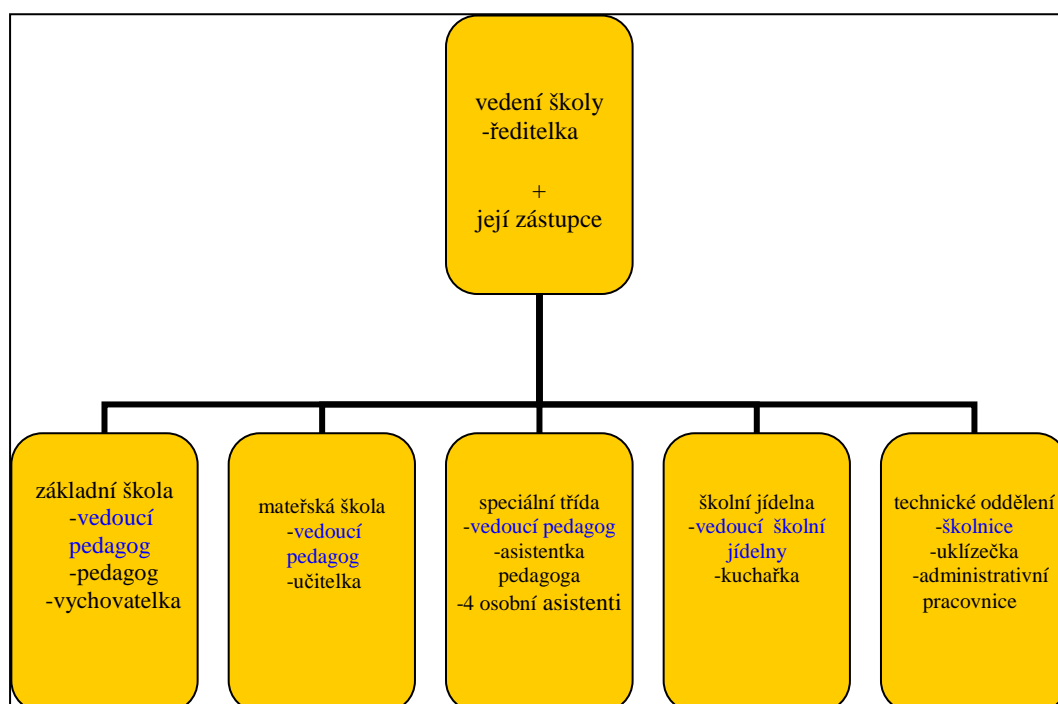 vedení školy
-ředitelka
+
její zástupce
základní škola
-vedoucí
pedagog
-pedagog
-vychovatelka
mateřská škola
-vedoucí
pedagog
-učitelka
speciální třída
-vedoucí pedagog
-asistentka
pedagoga
-4 osobní asistenti
školní jídelna
-vedoucí školní
jídelny
-kuchařka
technické oddělení
-školnice
-uklízečka
-administrativní
pracovnice